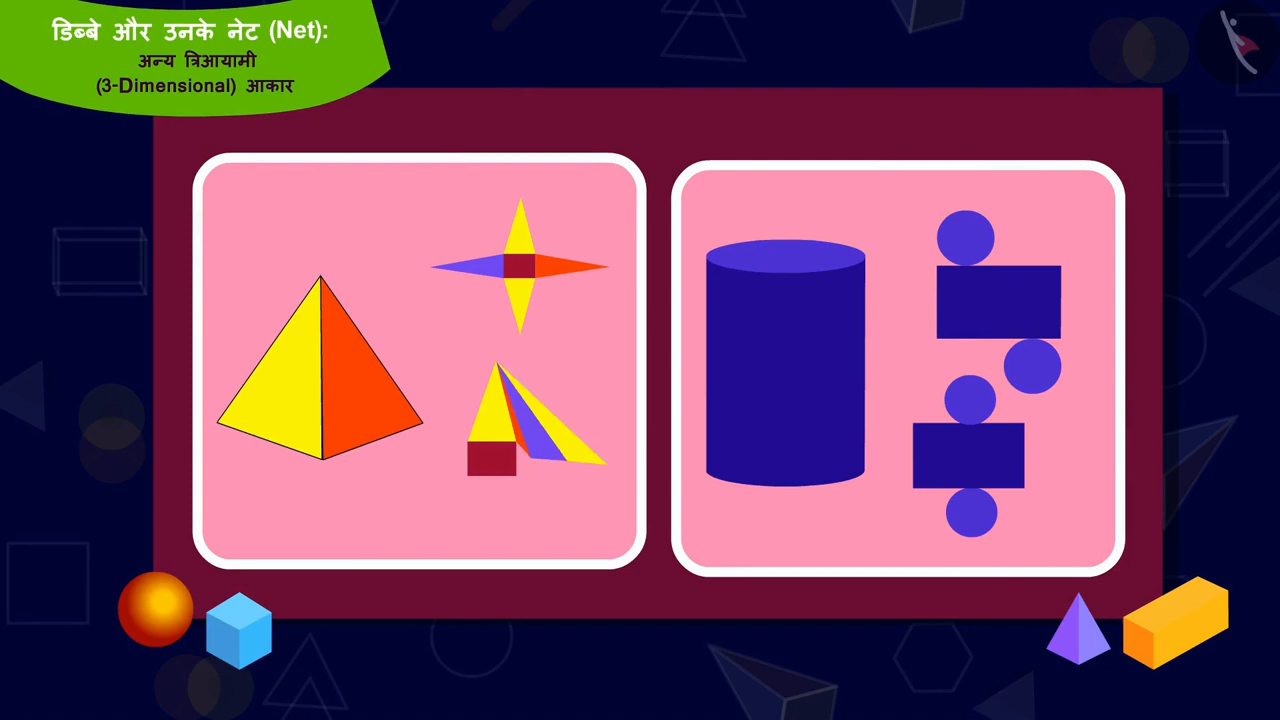 डिब्बे और उनके नेट (Net):
अन्य त्रिआयामी
(3-Dimensional) आकार